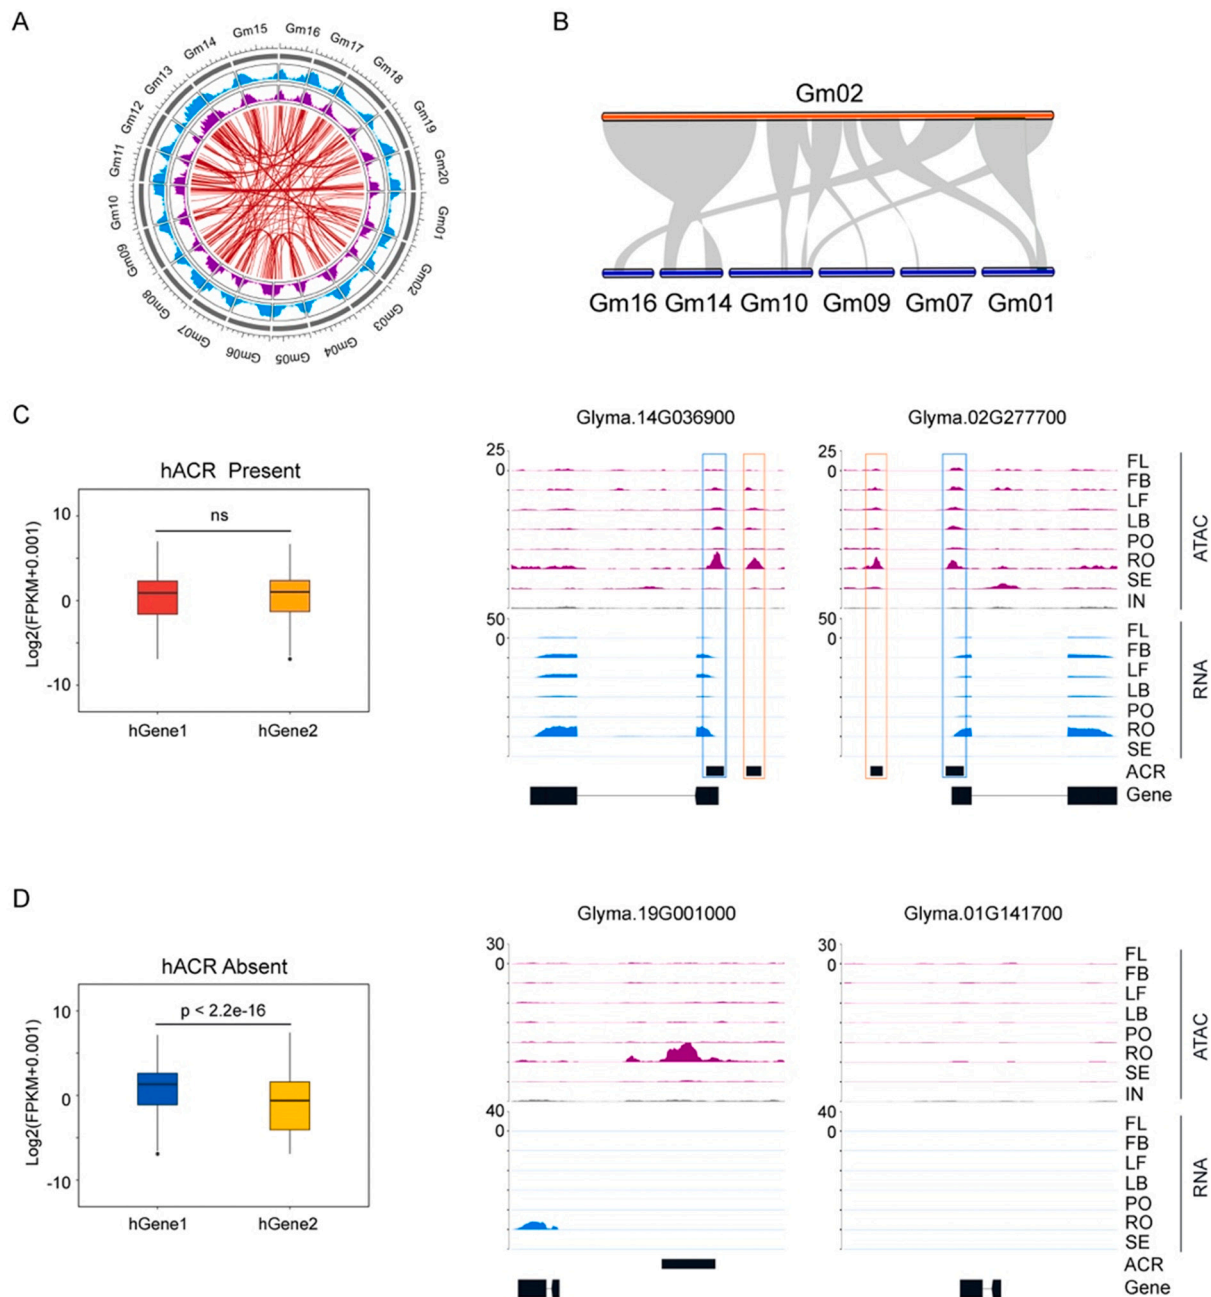 A
Gm01
Gm02
Gm03
Gm04
Gm05
Gm06
Gm07
Gm08
Gm09
Gm10
Gm11
Gm12
Gm13
Gm14
Gm15
Gm16
Gm17
Gm18
Gm19
Gm20
B
Gm02
Gm16 Gm14 Gm10 Gm09 Gm07 Gm01
C
hACR Present
ns
Log2(FPKM+0.001)
10
0
-10
hGene1 hGene2
Glyma.14G036900 Glyma.02G277700
25 25
0 0
FL
FB
LF
LB
PO
RO
SE
IN
ATAC
50 50
0 0
FL
FB
LF
LB
PO
RO
SE
RNA
ACR
Gene
D
hACR Absent
p < 2.2e-16
Log2(FPKM+0.001)
10
0
-10
hGene1 hGene2
Glyma.19G001000 Glyma.01G141700
30 30
0 0
FL
FB
LF
LB
PO
RO
SE
IN
ATAC
40 40
0 0
FL
FB
LF
LB
PO
RO
SE
RNA
ACR
Gene